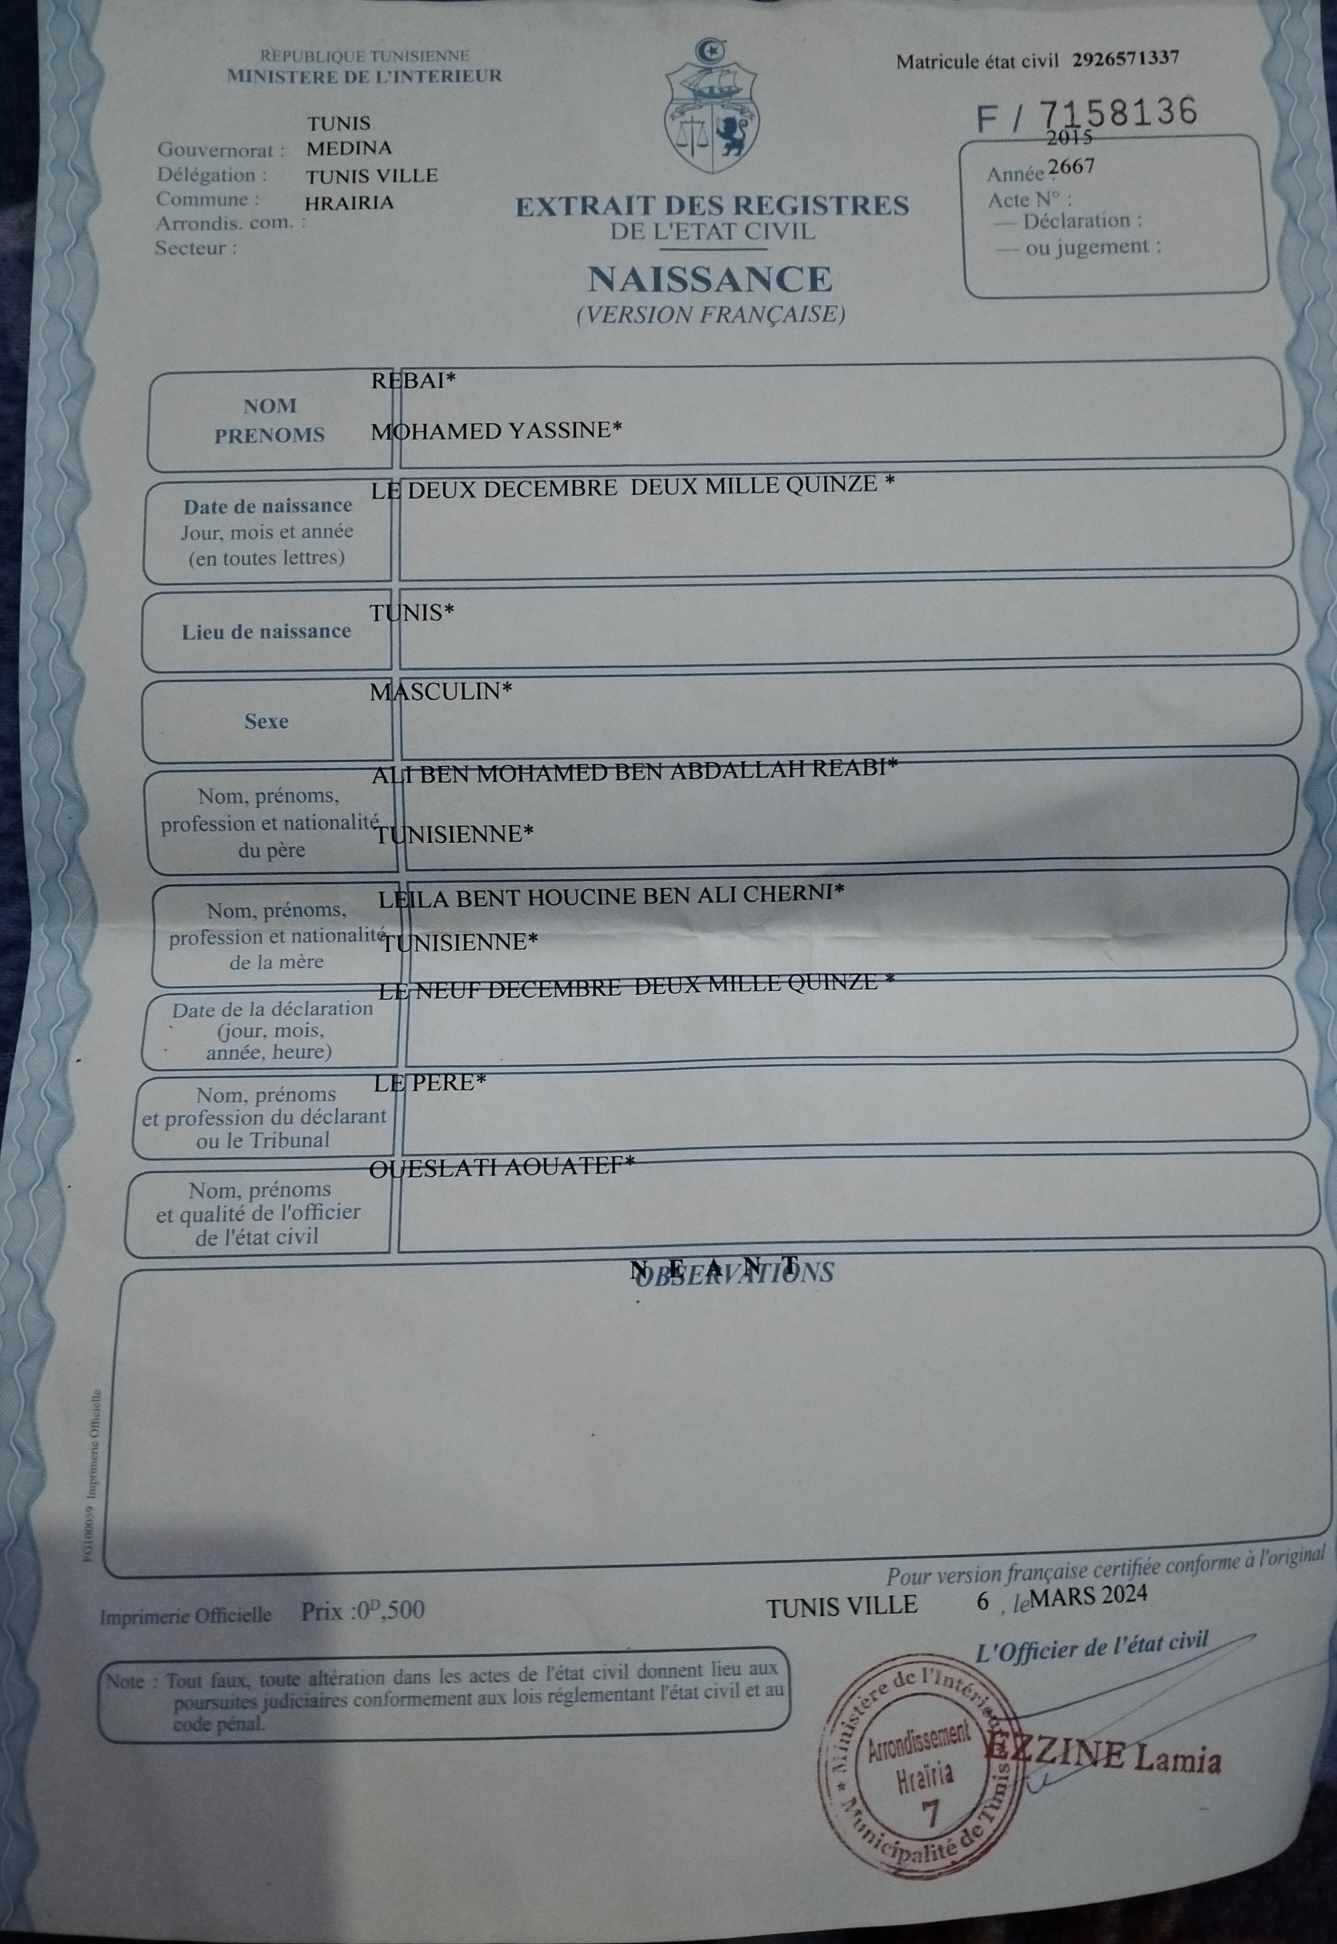 REPUBLIQUE TUNISIENNE
MINISTERE DE L'INTERIEUR
Matricule état civil 2926571337
F / 7158136
TUNIS
Gouvernorat : MEDINA
Délégation : TUNIS VILLE
Commune : HRAIRIA
Arrondis. com. :
Secteur :
2015
Année : 2667
Acte N° :
— Déclaration :
— ou jugement :
EXTRAIT DES REGISTRES
DE L'ETAT CIVIL
NAISSANCE
(VERSION FRANÇAISE)
NOM
PRENOMS
REBAI*
MOHAMED YASSINE*
Date de naissance
Jour, mois et année
(en toutes lettres)
LE DEUX DECEMBRE DEUX MILLE QUINZE *
Lieu de naissance
TUNIS*
Sexe
MASCULIN*
Nom, prénoms,
profession et nationalité
du père
ALI BEN MOHAMED BEN ABDALLAH REABI*
TUNISIENNE*
Nom, prénoms,
profession et nationalité
de la mère
LEILA BENT HOUCINE BEN ALI CHERNI*
TUNISIENNE*
Date de la déclaration
(jour, mois,
année, heure)
LE NEUF DECEMBRE DEUX MILLE QUINZE *
Nom, prénoms
et profession du déclarant
ou le Tribunal
LE PERE*
Nom, prénoms
et qualité de l'officier
de l'état civil
OUESLATI AOUATEF*
N E A N T
OBSERVATIONS
PG100059 Imprimerie Officielle
Pour version française certifiée conforme à l'original
TUNIS VILLE 6 , le MARS 2024
L'Officier de l'état civil
Imprimerie Officielle Prix :0D,500
Note : Tout faux, toute altération dans les actes de l'état civil donnent lieu aux
poursuites judiciaires conformement aux lois réglementant l'état civil et au
code pénal.
* Ministère de l'Intérieur
* Municipalité de Tunis
Arrondissement
Hraïria
7
EZZINE Lamia